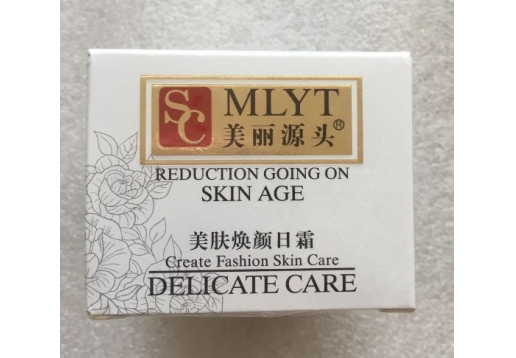 SC MLYT
美丽源头®
REDUCTION GOING ON
SKIN AGE
美肤焕颜日霜
Create Fashion Skin Care
DELICATE CARE